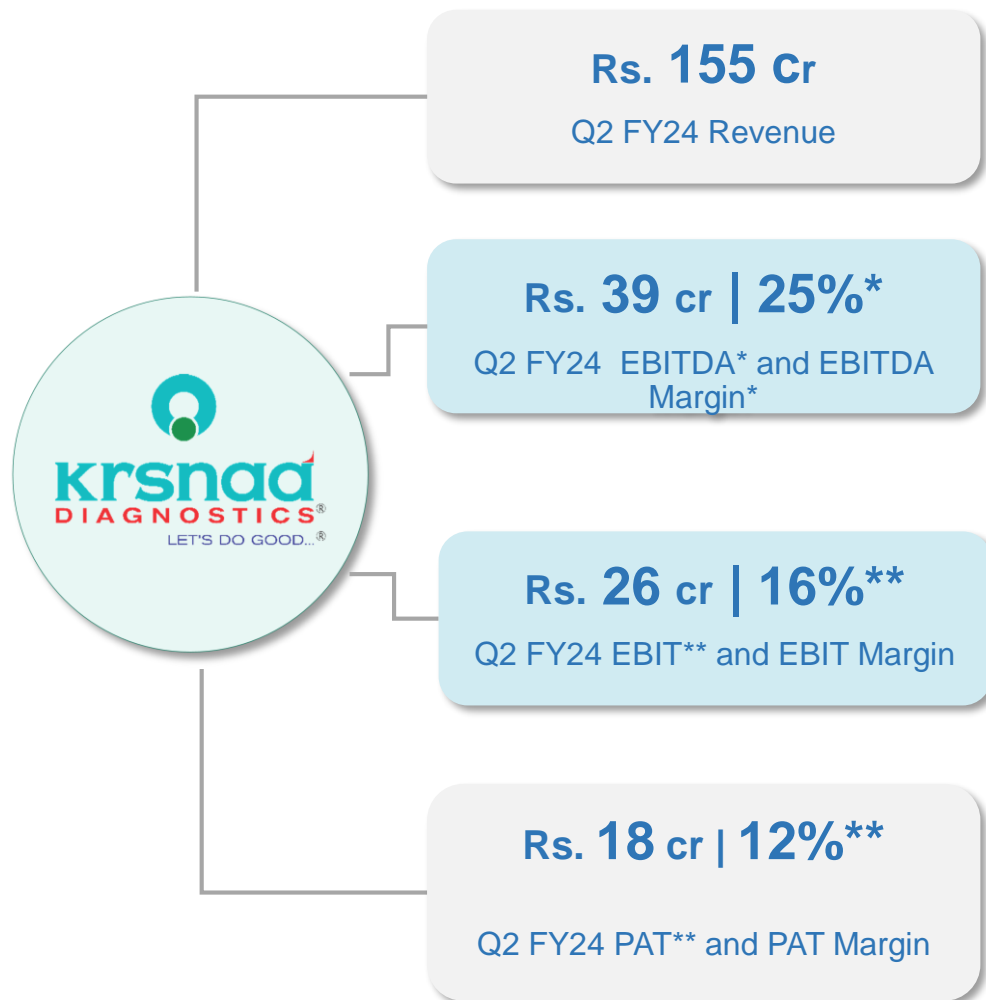 Rs. 155 cr
Q2 FY24 Revenue
Rs. 39 cr | 25%*
Q2 FY24 EBITDA* and EBITDA
Margin*
krsnaa
DIAGNOSTICS®
LET'S DO GOOD...®
Rs. 26 cr | 16%**
Q2 FY24 EBIT** and EBIT Margin
Rs. 18 cr | 12%**
Q2 FY24 PAT** and PAT Margin